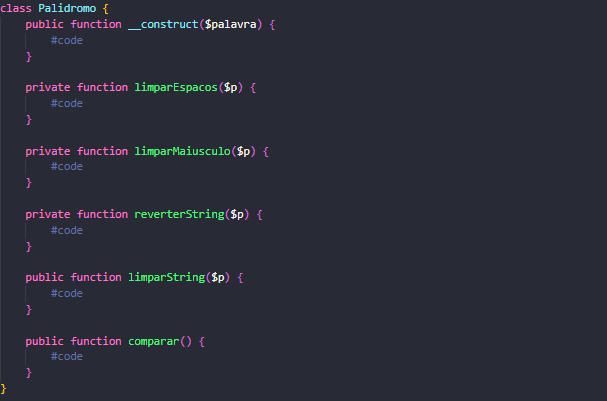 class Palidromo {
    public function __construct($palavra) {
        #code
    }

    private function limparEspacos($p) {
        #code
    }

    private function limparMaiusculo($p) {
        #code
    }

    private function reverterString($p) {
        #code
    }

    public function limparString($p) {
        #code
    }

    public function comparar() {
        #code
    }
}